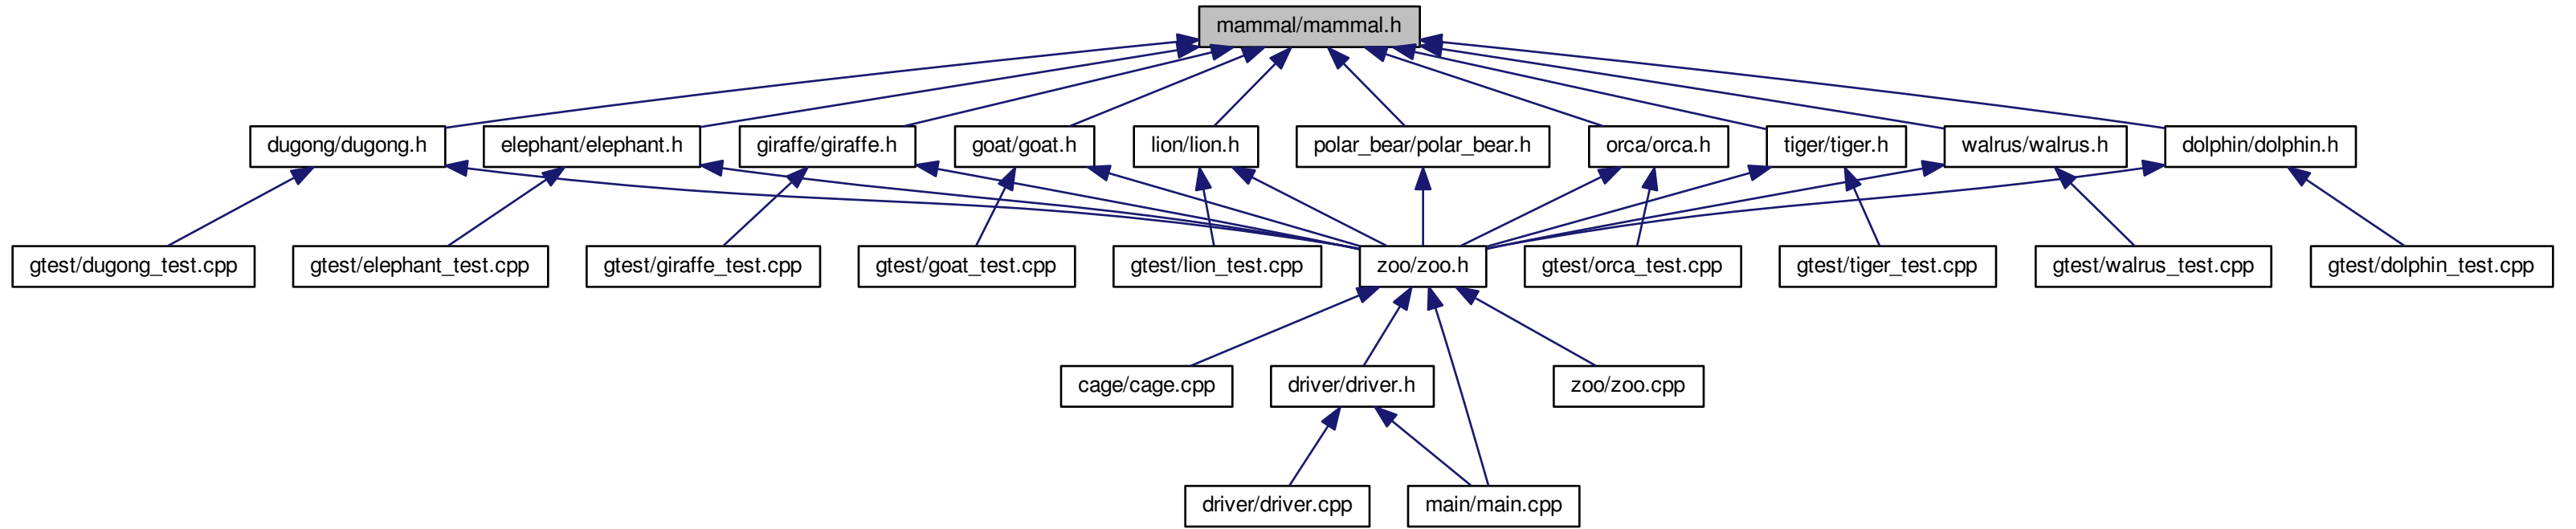 mammal/mammal.h
dugong/dugong.h
elephant/elephant.h
giraffe/giraffe.h
goat/goat.h
lion/lion.h
polar_bear/polar_bear.h
orca/orca.h
tiger/tiger.h
walrus/walrus.h
dolphin/dolphin.h
gtest/dugong_test.cpp
gtest/elephant_test.cpp
gtest/giraffe_test.cpp
gtest/goat_test.cpp
gtest/lion_test.cpp
zoo/zoo.h
gtest/orca_test.cpp
gtest/tiger_test.cpp
gtest/walrus_test.cpp
gtest/dolphin_test.cpp
cage/cage.cpp
driver/driver.h
zoo/zoo.cpp
driver/driver.cpp
main/main.cpp